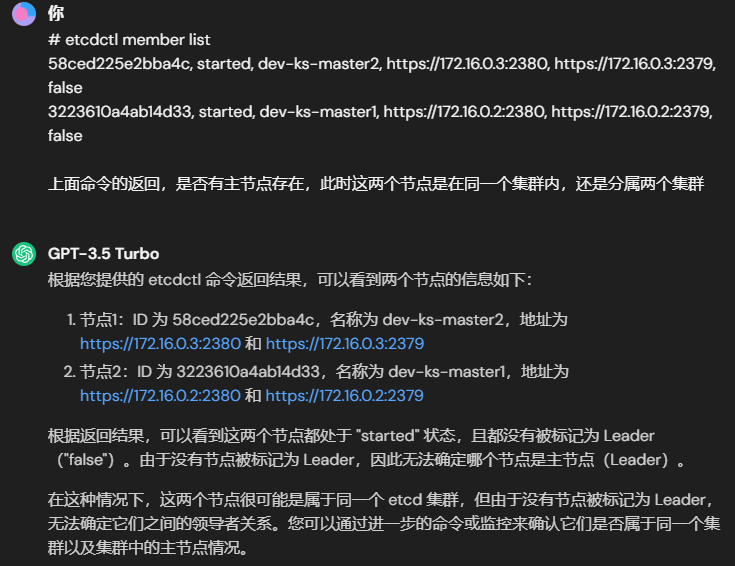 你
# etcdctl member list
58ced225e2bba4c, started, dev-ks-master2, https://172.16.0.3:2380, https://172.16.0.3:2379,
false
3223610a4ab14d33, started, dev-ks-master1, https://172.16.0.2:2380, https://172.16.0.2:2379,
false
上面命令的返回，是否有主节点存在，此时这两个节点是在同一个集群内，还是分属两个集群
GPT-3.5 Turbo
根据您提供的 etcdctl 命令返回结果，可以看到两个节点的信息如下：
1. 节点1：ID 为 58ced225e2bba4c，名称为 dev-ks-master2，地址为
https://172.16.0.3:2380 和 https://172.16.0.3:2379
2. 节点2：ID 为 3223610a4ab14d33，名称为 dev-ks-master1，地址为
https://172.16.0.2:2380 和 https://172.16.0.2:2379
根据返回结果，可以看到这两个节点都处于 "started" 状态，且都没有被标记为 Leader
（"false"）。由于没有节点被标记为 Leader，因此无法确定哪个节点是主节点（Leader）。
在这种情况下，这两个节点很可能是属于同一个 etcd 集群，但由于没有节点被标记为 Leader，
无法确定它们之间的领导者关系。您可以通过进一步的命令或监控来确认它们是否属于同一个集
群以及集群中的主节点情况。